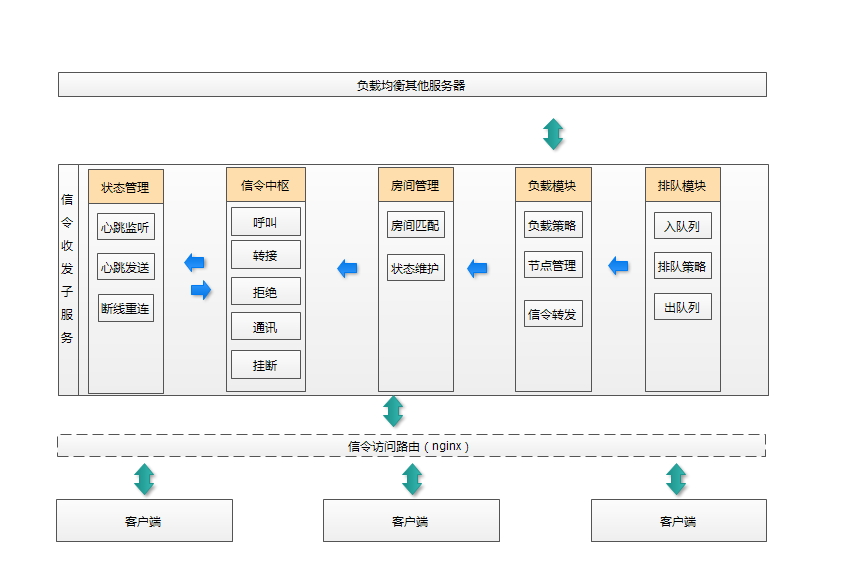 负载均衡其他服务器
信令收发子服务
状态管理
心跳监听
心跳发送
断线重连
信令中枢
呼叫
转接
拒绝
通讯
挂断
房间管理
房间匹配
状态维护
负载模块
负载策略
节点管理
信令转发
排队模块
入队列
排队策略
出队列
信令访问路由（nginx）
客户端
客户端
客户端